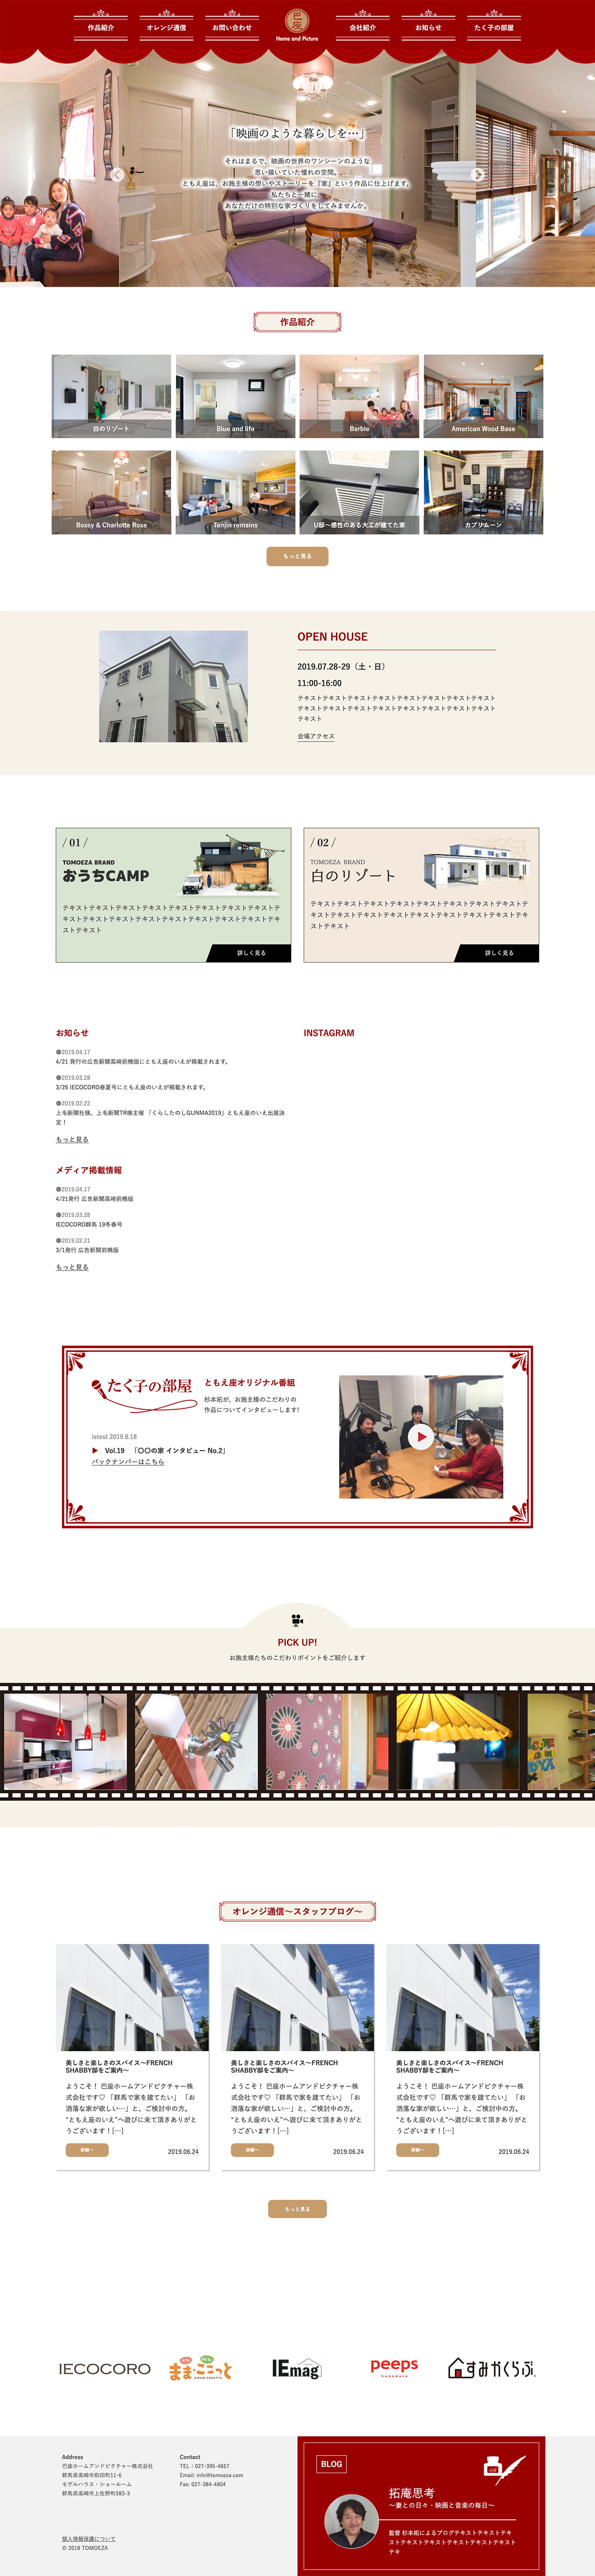 作品紹介
オレンジ通信
お問い合わせ
巴座
Home and Picture
会社紹介
お知らせ
たく子の部屋
「映画のような暮らしを…」
それはまるで、映画の世界のワンシーンのような
思い描いていた憧れの空間。
ともえ座は、お施主様の想いやストーリーを『家』という作品に仕上げます。
私たちと一緒に、
あなただけの特別な家づくりをしてみませんか。
作品紹介
白のリゾート
Blue and life
Barbie
American Wood Base
Bossy & Charlotte Rose
Tenjin remains
U邸〜感性のある大工が建てた家
カプリムーン
もっと見る
OPEN HOUSE
2019.07.28-29（土・日）
11:00-16:00
テキストテキストテキストテキストテキストテキストテキストテキスト
テキストテキストテキストテキストテキストテキストテキストテキスト
テキスト
会場アクセス
/ 01 /
TOMOEZA BRAND
おうちCAMP
テキストテキストテキストテキストテキストテキストテキストテキストテ
キストテキストテキストテキストテキストテキストテキストテキストテキ
ストテキスト
詳しく見る
/ 02 /
TOMOEZA BRAND
白のリゾート
テキストテキストテキストテキストテキストテキストテキストテキストテ
キストテキストテキストテキストテキストテキストテキストテキストテキ
ストテキスト
詳しく見る
お知らせ
●2019.04.17
4/21 発行の広告新聞高崎前橋版にともえ座のいえが掲載されます。
●2019.03.28
3/26 IECOCORO春夏号にともえ座のいえが掲載されます。
●2019.02.22
上毛新聞社様、上毛新聞TR様主催 「くらしたのしGUNMA2019」ともえ座のいえ出展決
定！
もっと見る
INSTAGRAM
メディア掲載情報
●2019.04.17
4/21発行 広告新聞高崎前橋版
●2019.03.28
IECOCORO群馬 19冬春号
●2019.02.21
3/1発行 広告新聞前橋版
もっと見る
たく子の部屋
ともえ座オリジナル番組
杉本拓が、お施主様のこだわりの
作品についてインタビューします!
latest 2019.8.18
▶ Vol.19 「〇〇の家 インタビュー No.2」
バックナンバーはこちら
PICK UP!
お施主様たちのこだわりポイントをご紹介します
オレンジ通信〜スタッフブログ〜
美しさと楽しさのスパイス〜FRENCH
SHABBY邸をご案内〜
ようこそ！ 巴座ホームアンドピクチャー株
式会社です♡ 「群馬で家を建てたい」 「お
洒落な家が欲しい…」と、ご検討中の方。
“ともえ座のいえ”へ遊びに来て頂きありがと
うございます！[…]
詳細へ
2019.06.24
美しさと楽しさのスパイス〜FRENCH
SHABBY邸をご案内〜
ようこそ！ 巴座ホームアンドピクチャー株
式会社です♡ 「群馬で家を建てたい」 「お
洒落な家が欲しい…」と、ご検討中の方。
“ともえ座のいえ”へ遊びに来て頂きありがと
うございます！[…]
詳細へ
2019.06.24
美しさと楽しさのスパイス〜FRENCH
SHABBY邸をご案内〜
ようこそ！ 巴座ホームアンドピクチャー株
式会社です♡ 「群馬で家を建てたい」 「お
洒落な家が欲しい…」と、ご検討中の方。
“ともえ座のいえ”へ遊びに来て頂きありがと
うございます！[…]
詳細へ
2019.06.24
もっと見る
IECOCORO
まま・ここっと
IEmag
peeps
hakodate
すみかくらぶ
Address
巴座ホームアンドピクチャー株式会社
群馬県高崎市和田町11-6
モデルハウス・ショールーム
群馬県高崎市上佐野町583-3
Contact
TEL : 027-395-4657
Email: info@tomoeza.com
Fax: 027-384-4804
個人情報保護について
© 2018 TOMOEZA
BLOG
拓庵思考
〜妻との日々・映画と音楽の毎日〜
監督 杉本拓によるブログテキストテキストテキ
ストテキストテキストテキストテキストテキスト
テキ